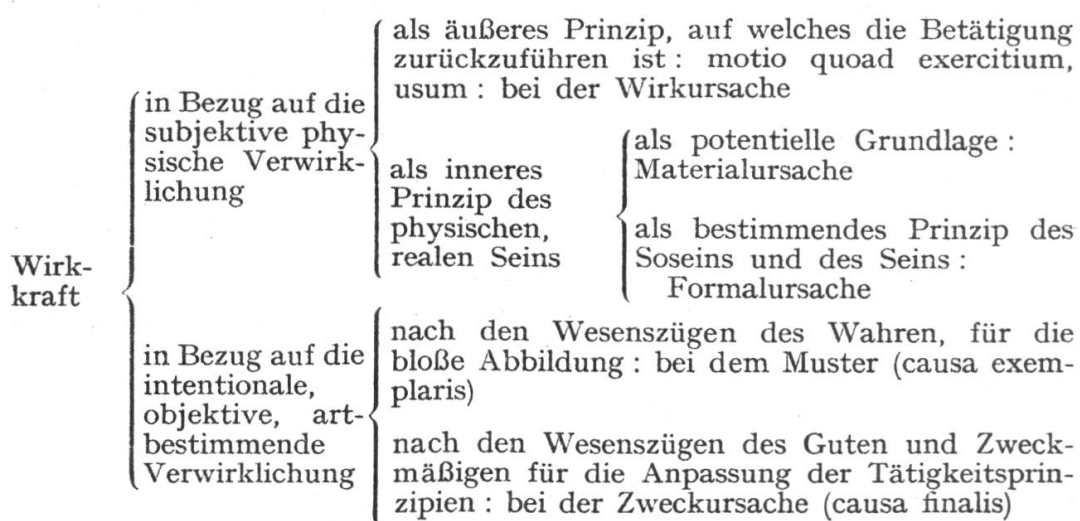 Wirk-
kraft
in Bezug auf die
subjektive phy-
sische Verwirk-
lichung
als äußeres Prinzip, auf welches die Betätigung
zurückzuführen ist : motio quoad exercitium,
usum : bei der Wirkursache
als inneres
Prinzip des
physischen,
realen Seins
als potentielle Grundlage :
Materialursache
als bestimmendes Prinzip des
Soseins und des Seins :
Formalursache
in Bezug auf die
intentionale,
objektive, art-
bestimmende
Verwirklichung
nach den Wesenszügen des Wahren, für die
bloße Abbildung : bei dem Muster (causa exem-
plaris)
nach den Wesenszügen des Guten und Zweck-
mäßigen für die Anpassung der Tätigkeitsprin-
zipien : bei der Zweckursache (causa finalis)